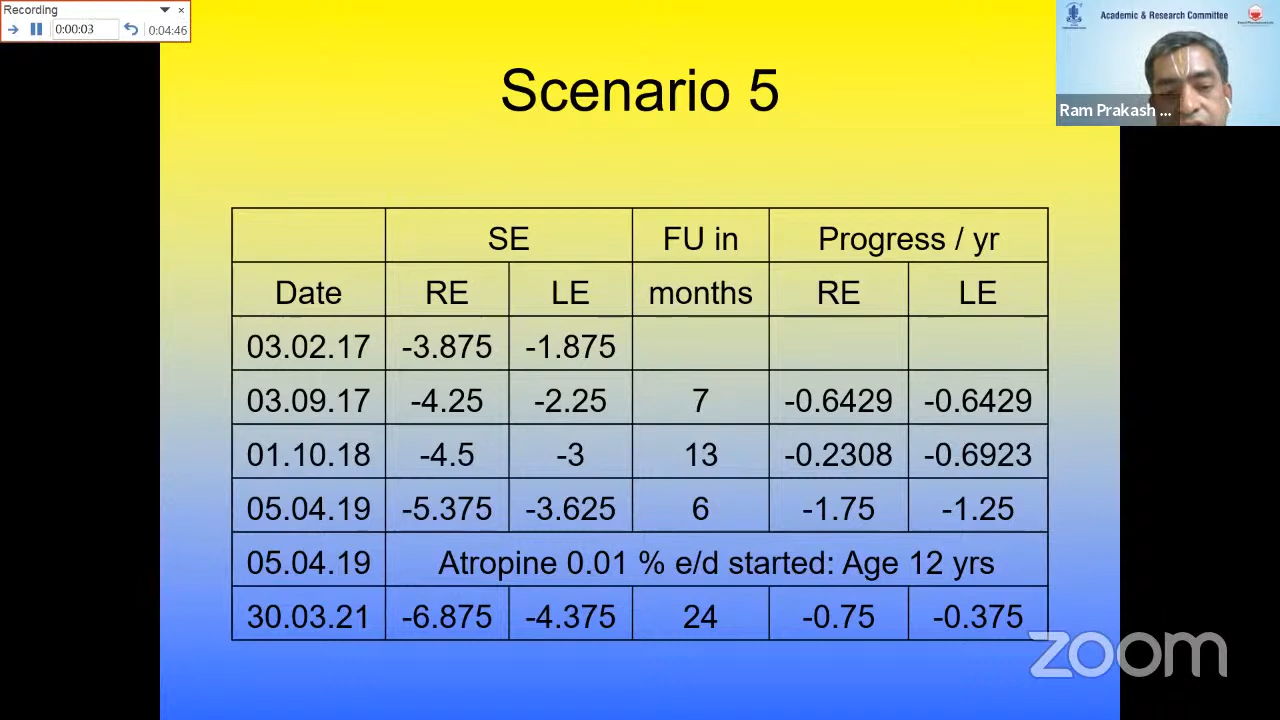 Recording
0:00:03
0:04:46
Academic & Research Committee
Ram Prakash ...
Scenario 5
SE FU in Progress / yr
Date RE LE months RE LE
03.02.17 -3.875 -1.875
03.09.17 -4.25 -2.25 7 -0.6429 -0.6429
01.10.18 -4.5 -3 13 -0.2308 -0.6923
05.04.19 -5.375 -3.625 6 -1.75 -1.25
05.04.19 Atropine 0.01 % e/d started: Age 12 yrs
30.03.21 -6.875 -4.375 24 -0.75 -0.375
zoom